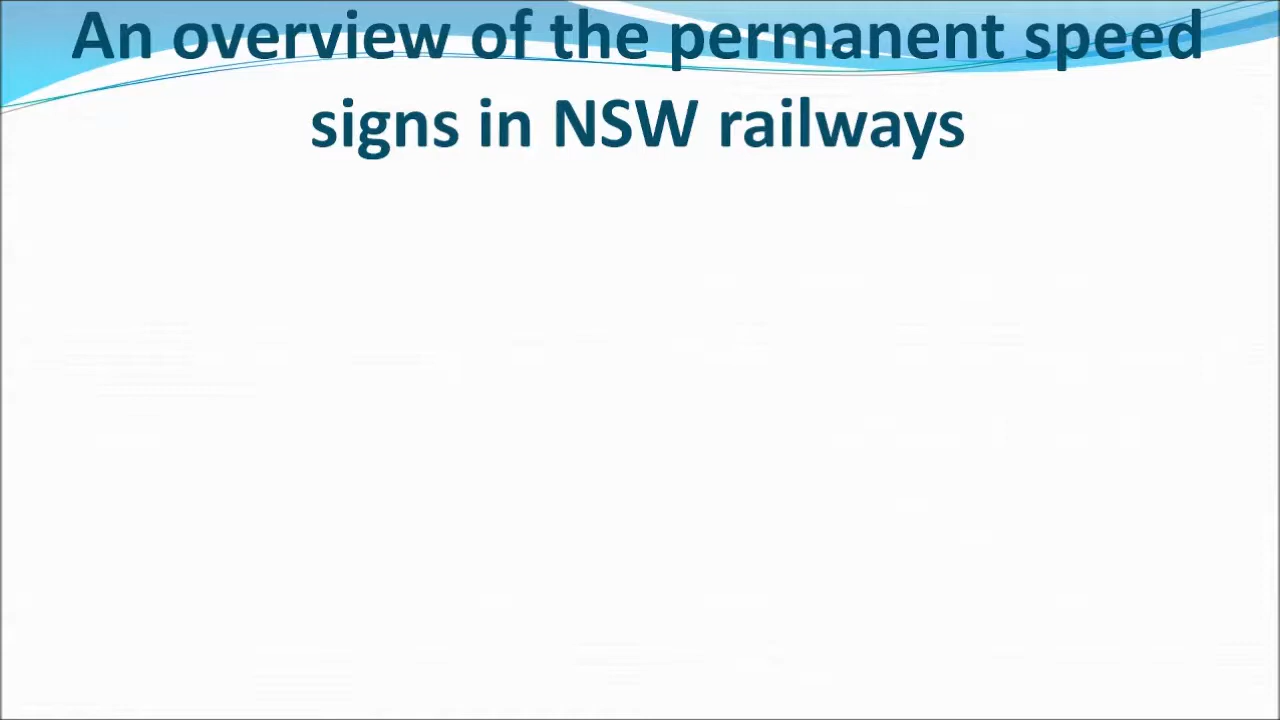 An overview of the permanent speed
signs in NSW railways